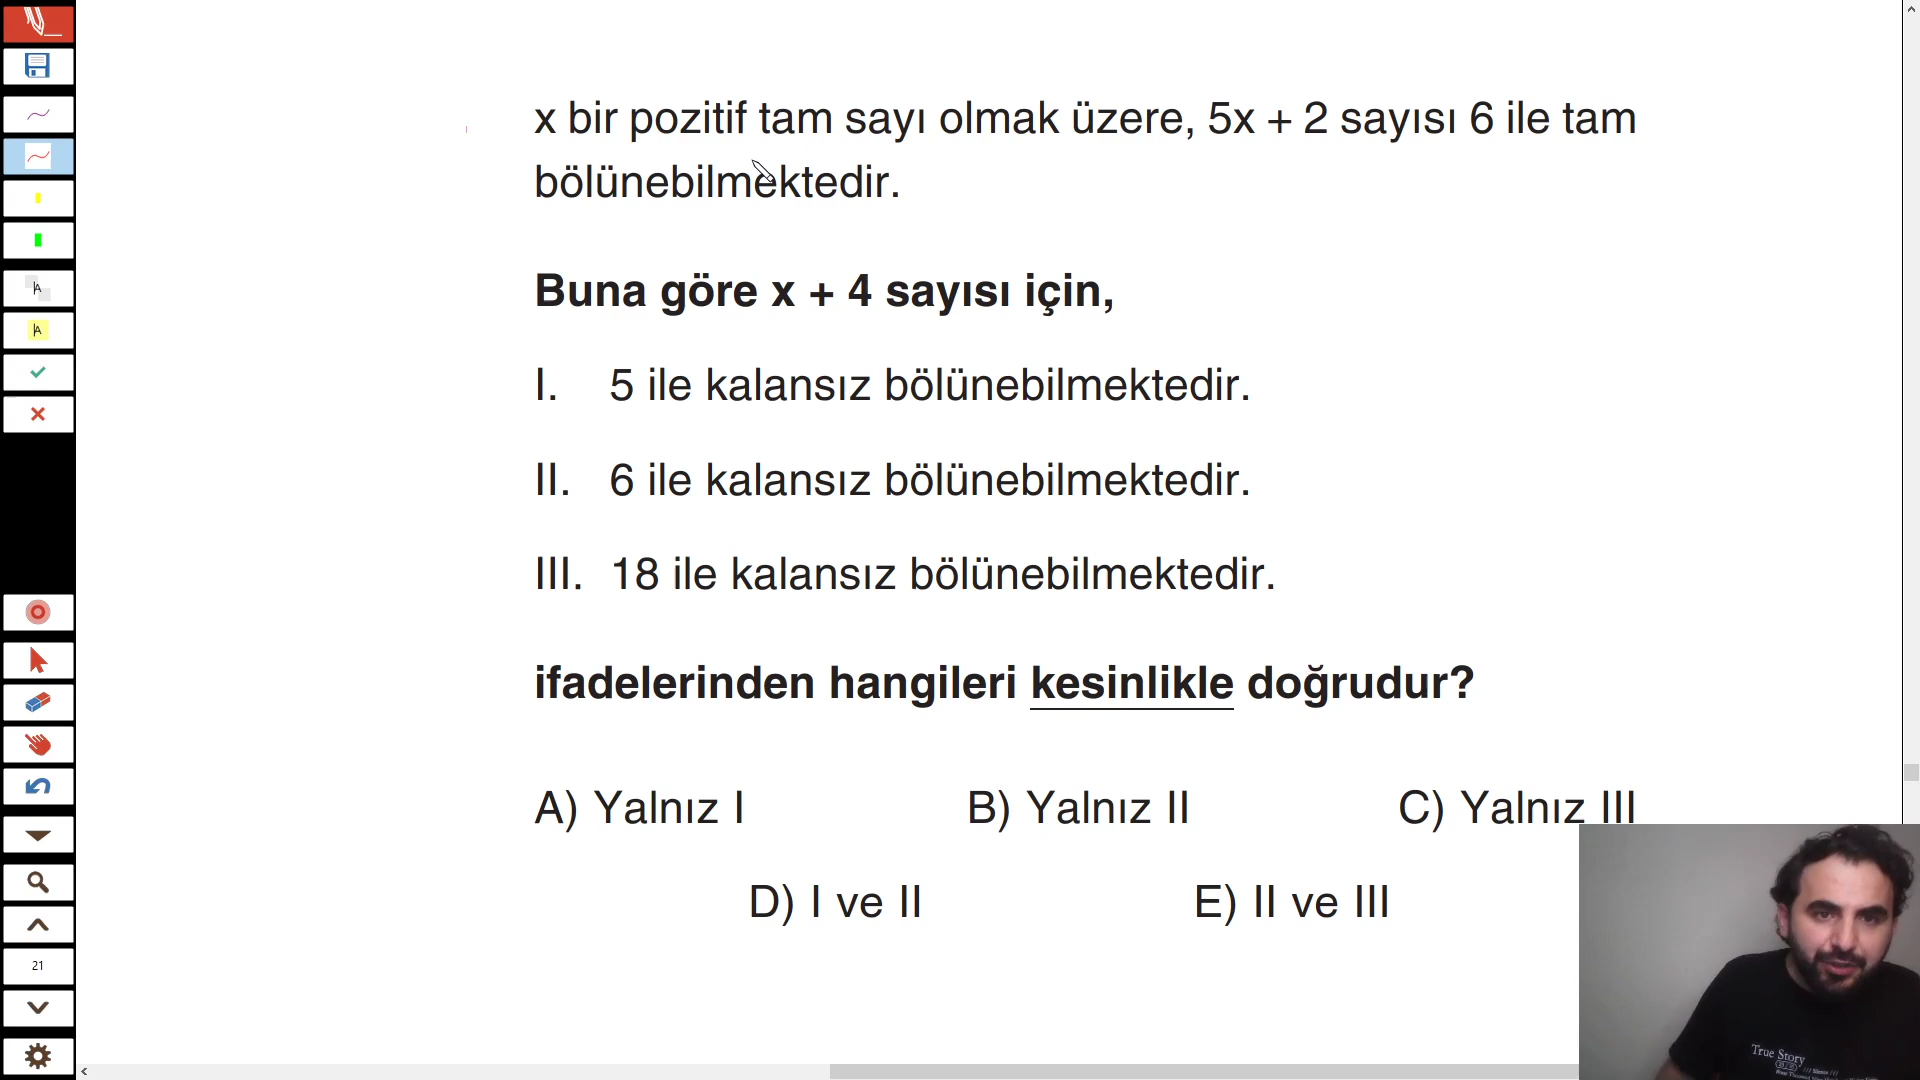 x bir pozitif tam sayı olmak üzere, 5x + 2 sayısı 6 ile tam
bölünebilmektedir.
Buna göre x + 4 sayısı için,
I. 5 ile kalansız bölünebilmektedir.
II. 6 ile kalansız bölünebilmektedir.
III. 18 ile kalansız bölünebilmektedir.
ifadelerinden hangileri kesinlikle doğrudur?
A) Yalnız I B) Yalnız II C) Yalnız III
D) I ve II E) II ve III
A
A
21
True Story